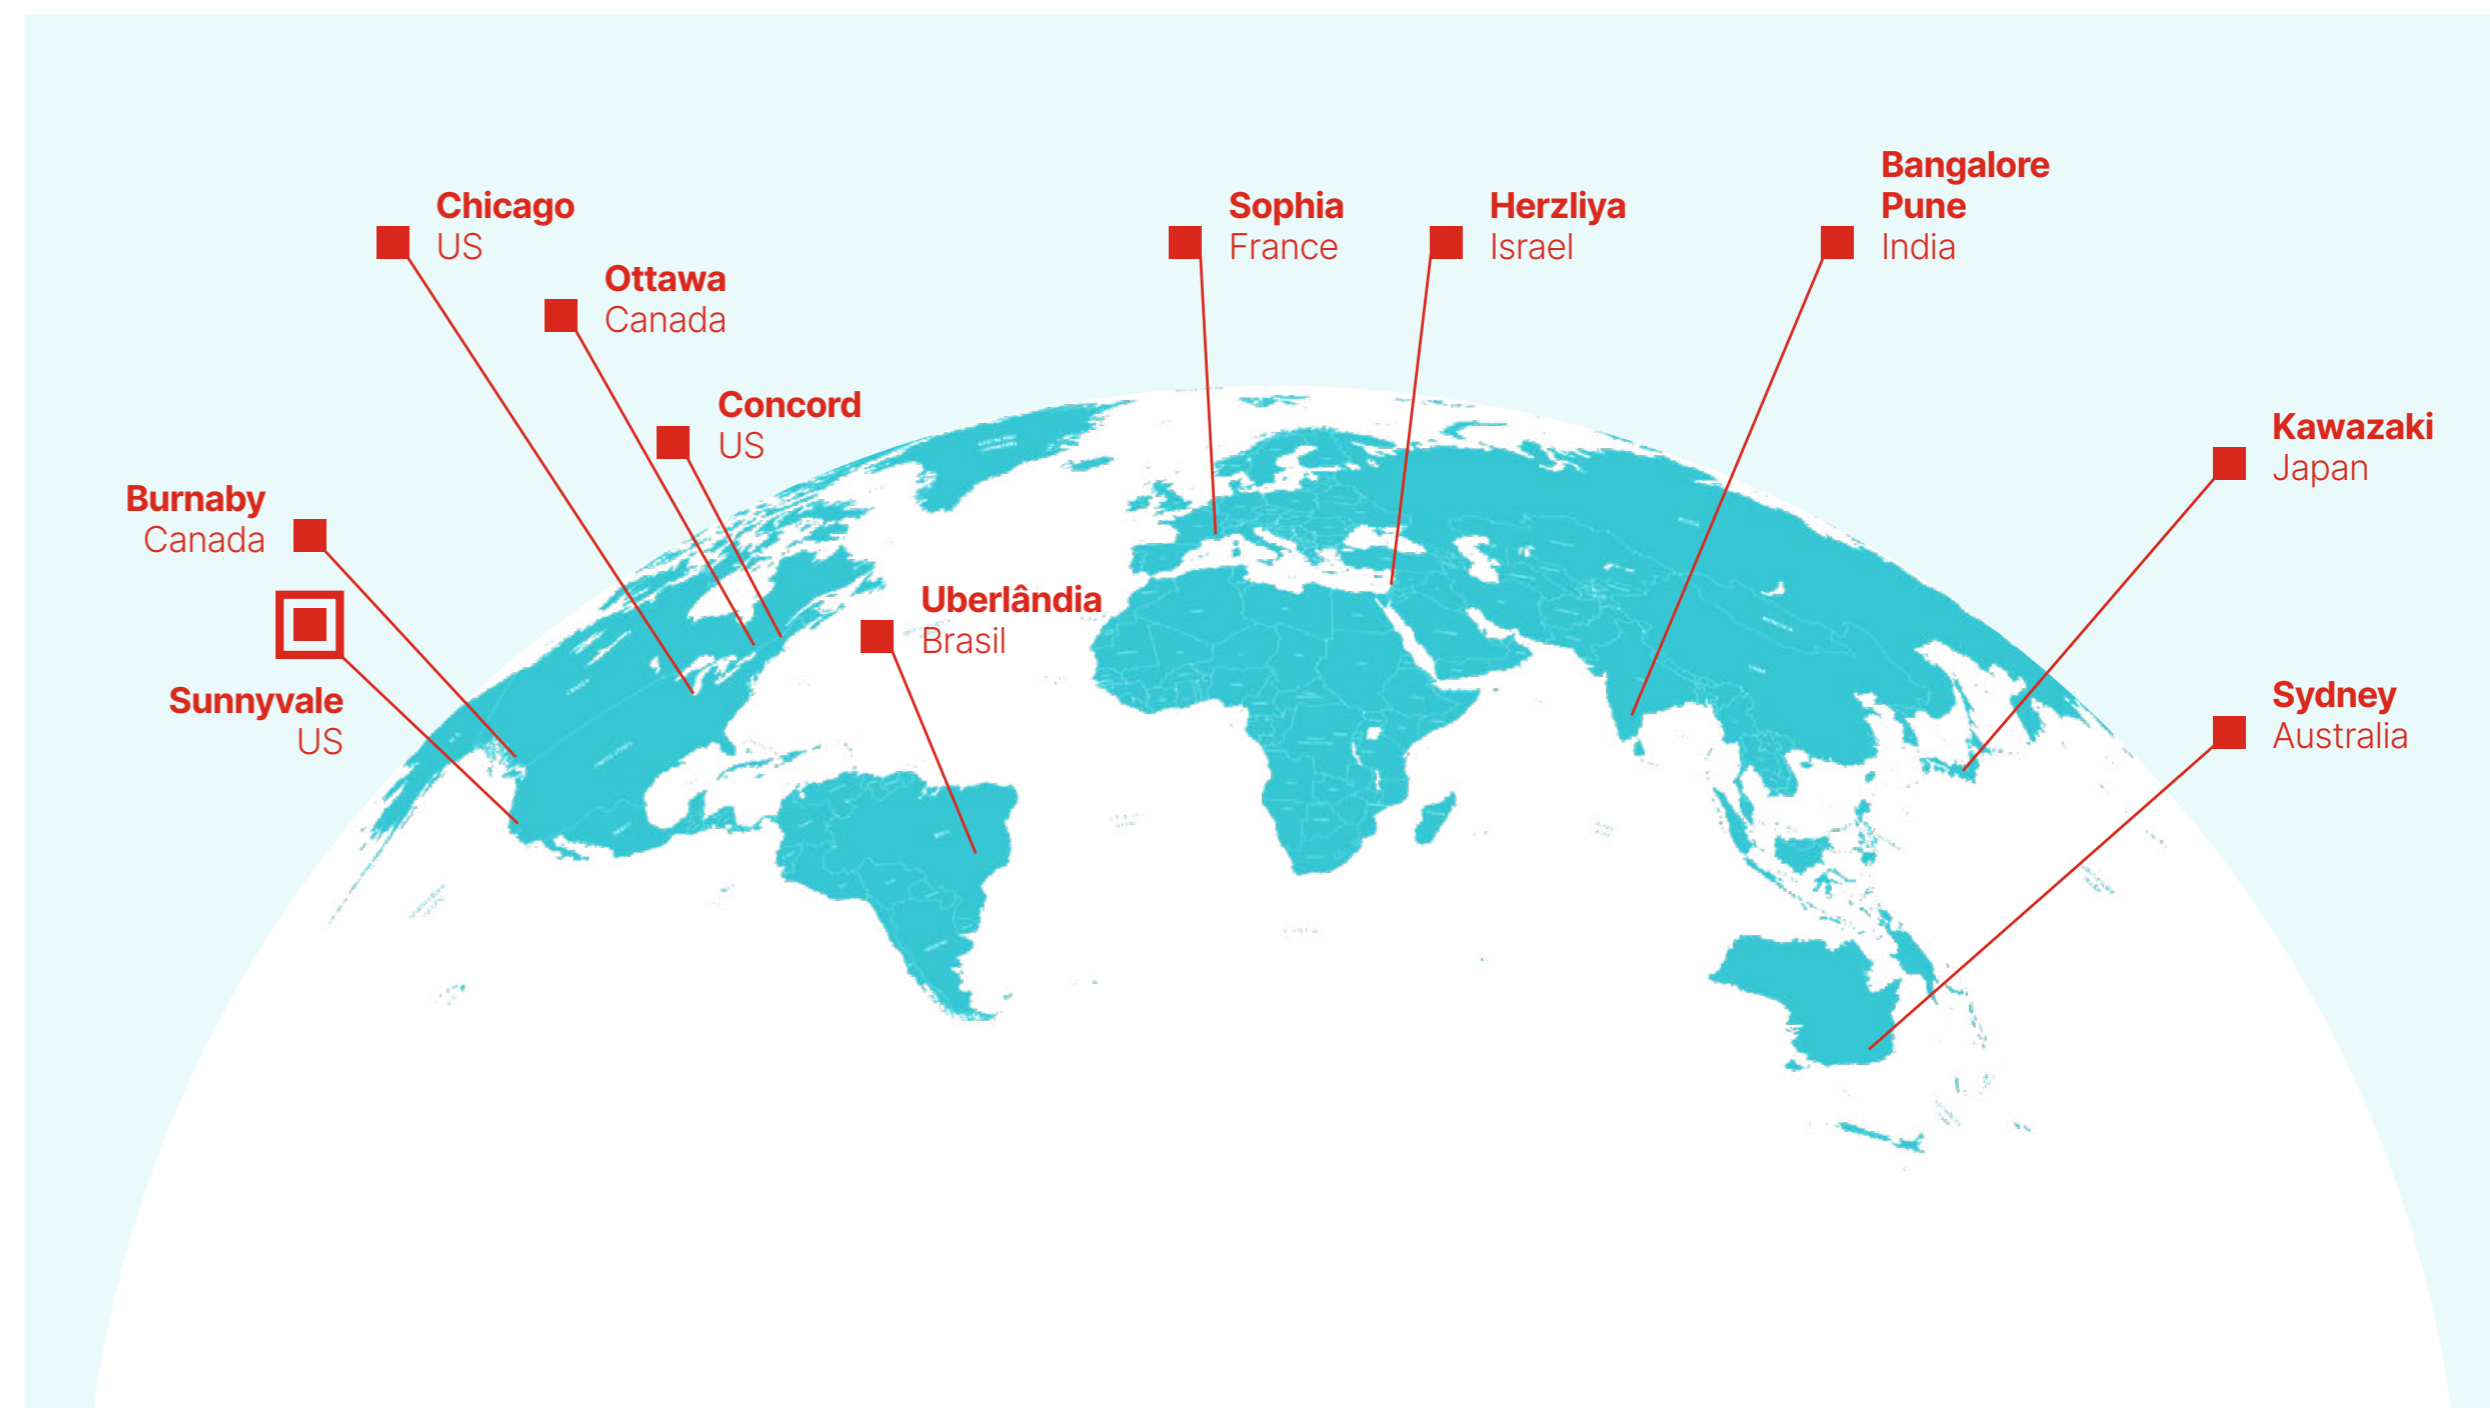 Chicago
US
Ottawa
Canada
Concord
US
Burnaby
Canada
Sunnyvale
US
Uberlândia
Brasil
Sophia
France
Herzliya
Israel
Bangalore
Pune
India
Kawazaki
Japan
Sydney
Australia